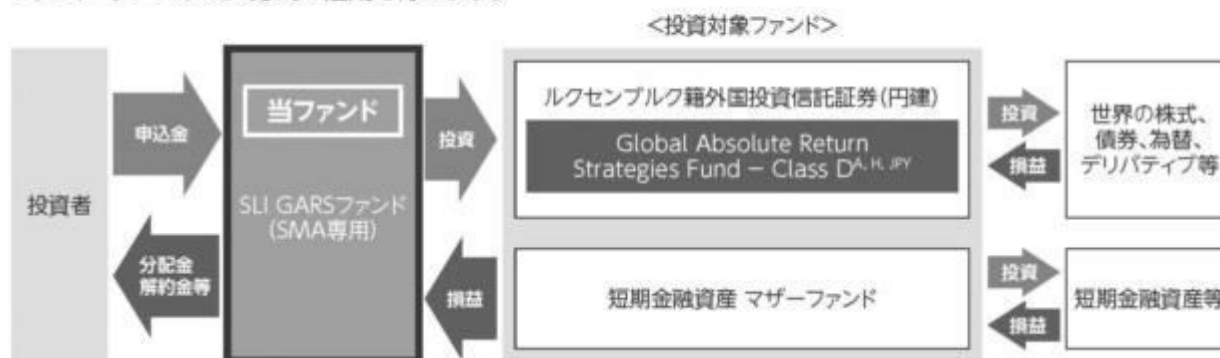 <投資対象ファンド>
投資者
申込金
分配金
解約金等
当ファンド
SLI GARSファンド
(SMA専用)
投資
損益
ルクセンブルク籍外国投資信託証券(円建)
Global Absolute Return
Strategies Fund – Class D^A, H, JPY
短期金融資産 マザーファンド
投資
損益
世界の株式、
債券、為替、
デリバティブ等
投資
損益
短期金融資産等